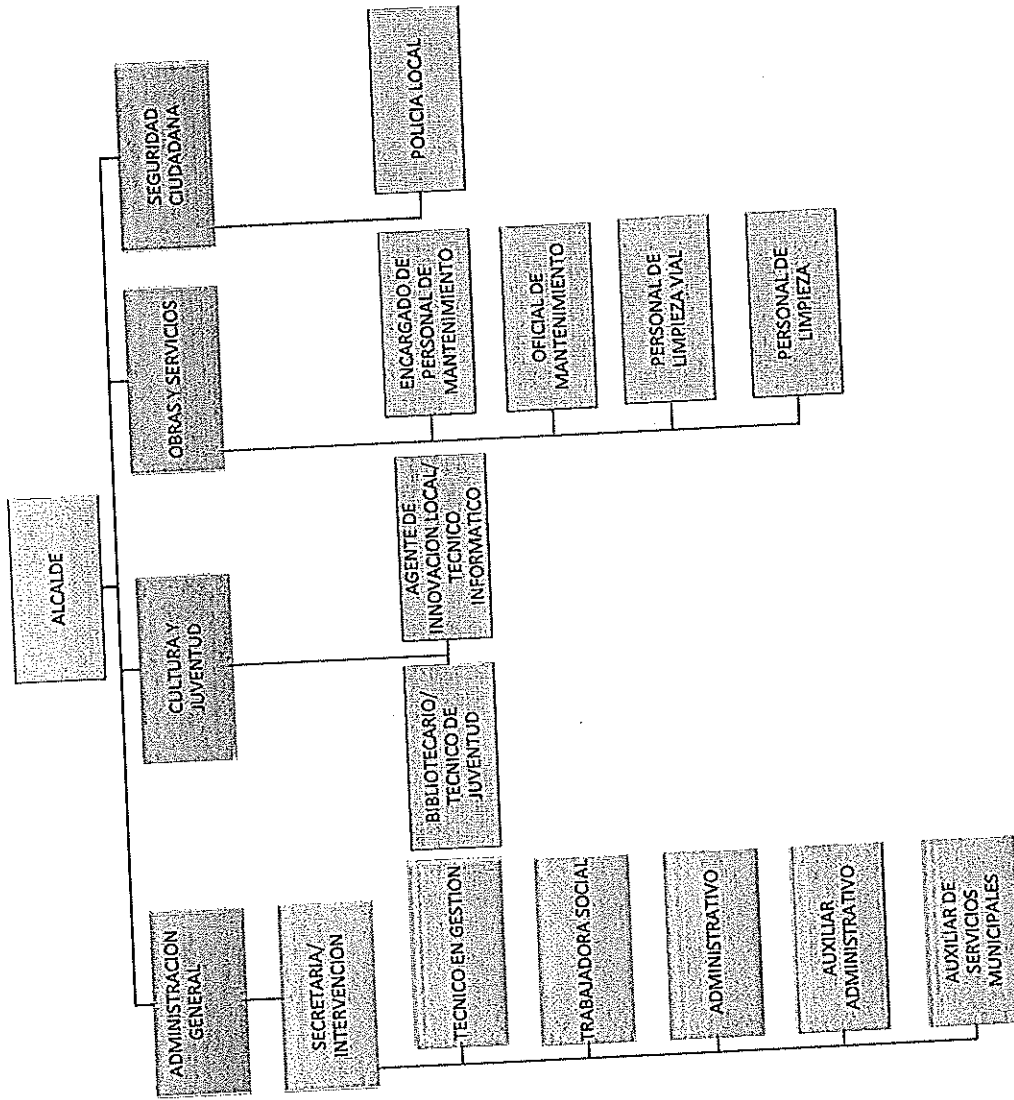 ALCALDE
ADMINISTRACION
GENERAL
CULTURA Y
JUVENTUD
OBRAS Y SERVICIOS
SEGURIDAD
CIUDADANA
SECRETARIA/
INTERVENCION
TECNICO EN GESTION
TRABAJADORA SOCIAL
ADMINISTRATIVO
AUXILIAR
ADMINISTRATIVO
AUXILIAR DE
SERVICIOS
MUNICIPALES
BIBLIOTECARIO/
TECNICO DE
JUVENTUD
AGENTE DE
INNOVACION LOCAL/
TECNICO
INFORMATICO
ENCARGADO DE
PERSONAL DE
MANTENIMIENTO
OFICIAL DE
MANTENIMIENTO
PERSONAL DE
LIMPIEZA VIAL
PERSONAL DE
LIMPIEZA
POLICIA LOCAL